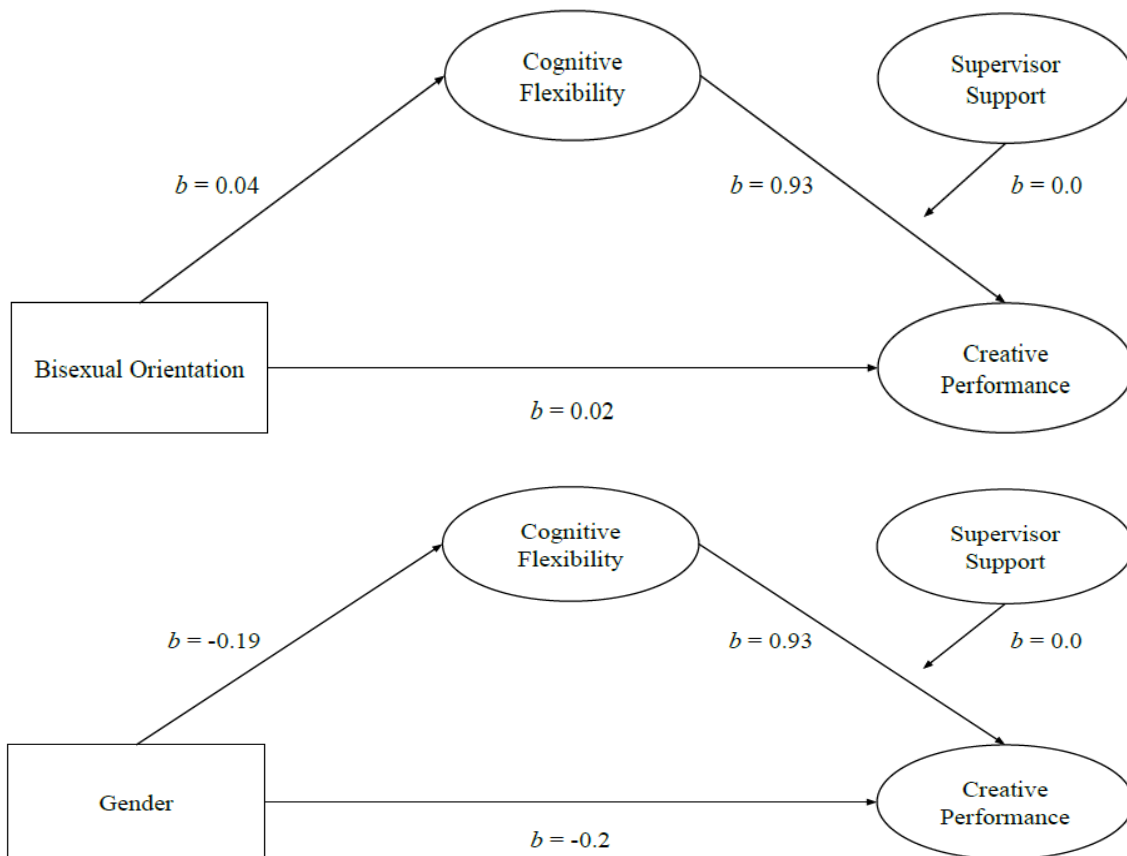 Cognitive
Flexibility
Supervisor
Support
b = 0.04
b = 0.93
b = 0.0
Bisexual Orientation
Creative
Performance
b = 0.02
Cognitive
Flexibility
Supervisor
Support
b = -0.19
b = 0.93
b = 0.0
Gender
Creative
Performance
b = -0.2